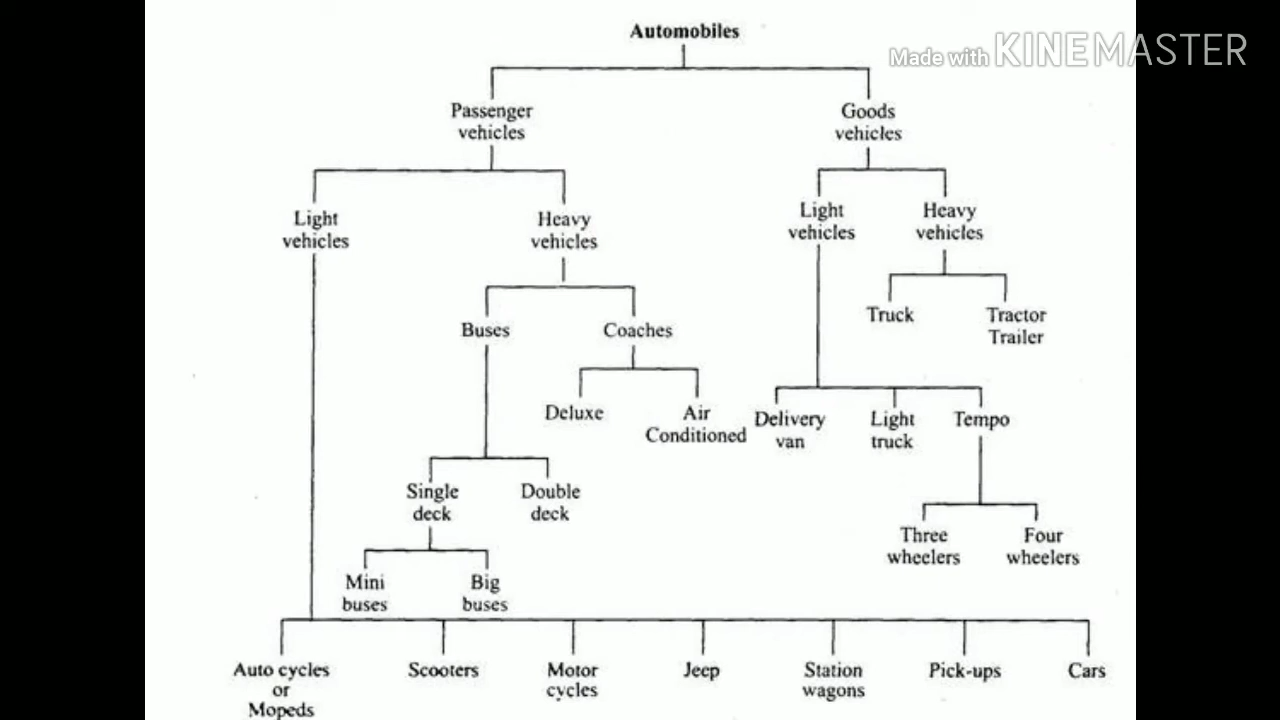 Automobiles
Made with KINEMASTER
Passenger
vehicles
Goods
vehicles
Light
vehicles
Heavy
vehicles
Light
vehicles
Heavy
vehicles
Buses
Coaches
Truck
Tractor
Trailer
Deluxe
Air
Conditioned
Delivery
van
Light
truck
Tempo
Single
deck
Double
deck
Three
wheelers
Four
wheelers
Mini
buses
Big
buses
Auto cycles
or
Mopeds
Scooters
Motor
cycles
Jeep
Station
wagons
Pick-ups
Cars